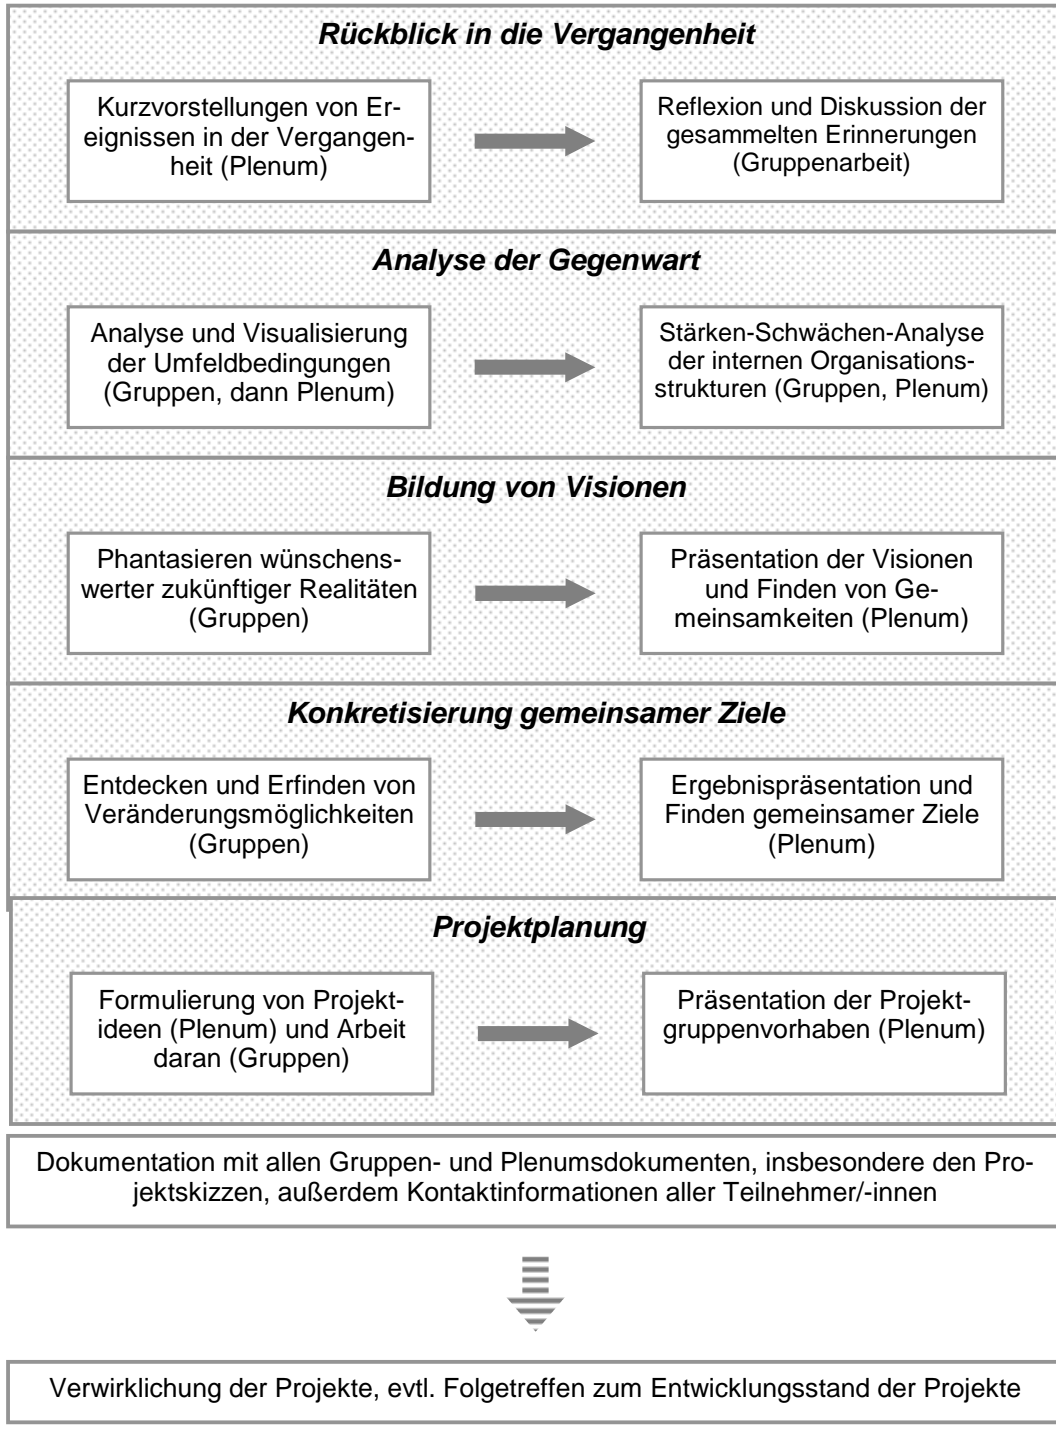 Rückblick in die Vergangenheit
Kurzvorstellungen von Er-
eignissen in der Vergangen-
heit (Plenum)
Reflexion und Diskussion der
gesammelten Erinnerungen
(Gruppenarbeit)
Analyse der Gegenwart
Analyse und Visualisierung
der Umfeldbedingungen
(Gruppen, dann Plenum)
Stärken-Schwächen-Analyse
der internen Organisations-
strukturen (Gruppen, Plenum)
Bildung von Visionen
Phantasieren wünschens-
werter zukünftiger Realitäten
(Gruppen)
Präsentation der Visionen
und Finden von Ge-
meinsamkeiten (Plenum)
Konkretisierung gemeinsamer Ziele
Entdecken und Erfinden von
Veränderungsmöglichkeiten
(Gruppen)
Ergebnispräsentation und
Finden gemeinsamer Ziele
(Plenum)
Projektplanung
Formulierung von Projekt-
ideen (Plenum) und Arbeit
daran (Gruppen)
Präsentation der Projekt-
gruppenvorhaben (Plenum)
Dokumentation mit allen Gruppen- und Plenumsdokumenten, insbesondere den Pro-
jektskizzen, außerdem Kontaktinformationen aller Teilnehmer/-innen
Verwirklichung der Projekte, evtl. Folgetreffen zum Entwicklungsstand der Projekte